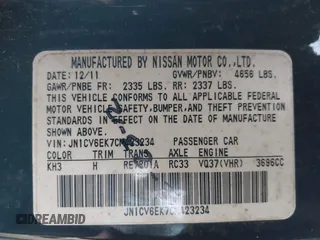 MANUFACTURED BY NISSAN MOTOR CO.,LTD.
DATE: 12/11 GVWR/PNBV: 4656 LBS.
GAWR/PNBE FR: 2335 LBS RR: 2337 LBS.
THIS VEHICLE CONFORMS TO ALL APPLICABLE FEDERAL
MOTOR VEHICLE SAFETY, BUMPER, AND THEFT PREVENTION
STANDARDS IN EFFECT ON THE DATE OF MANUFACTURE
SHOWN ABOVE.
PASSENGER CAR
COLOR TRIM TRANS AXLE ENGINE
KH3 H RC33 VQ37(VHR) 3696CC
© BIDCARS